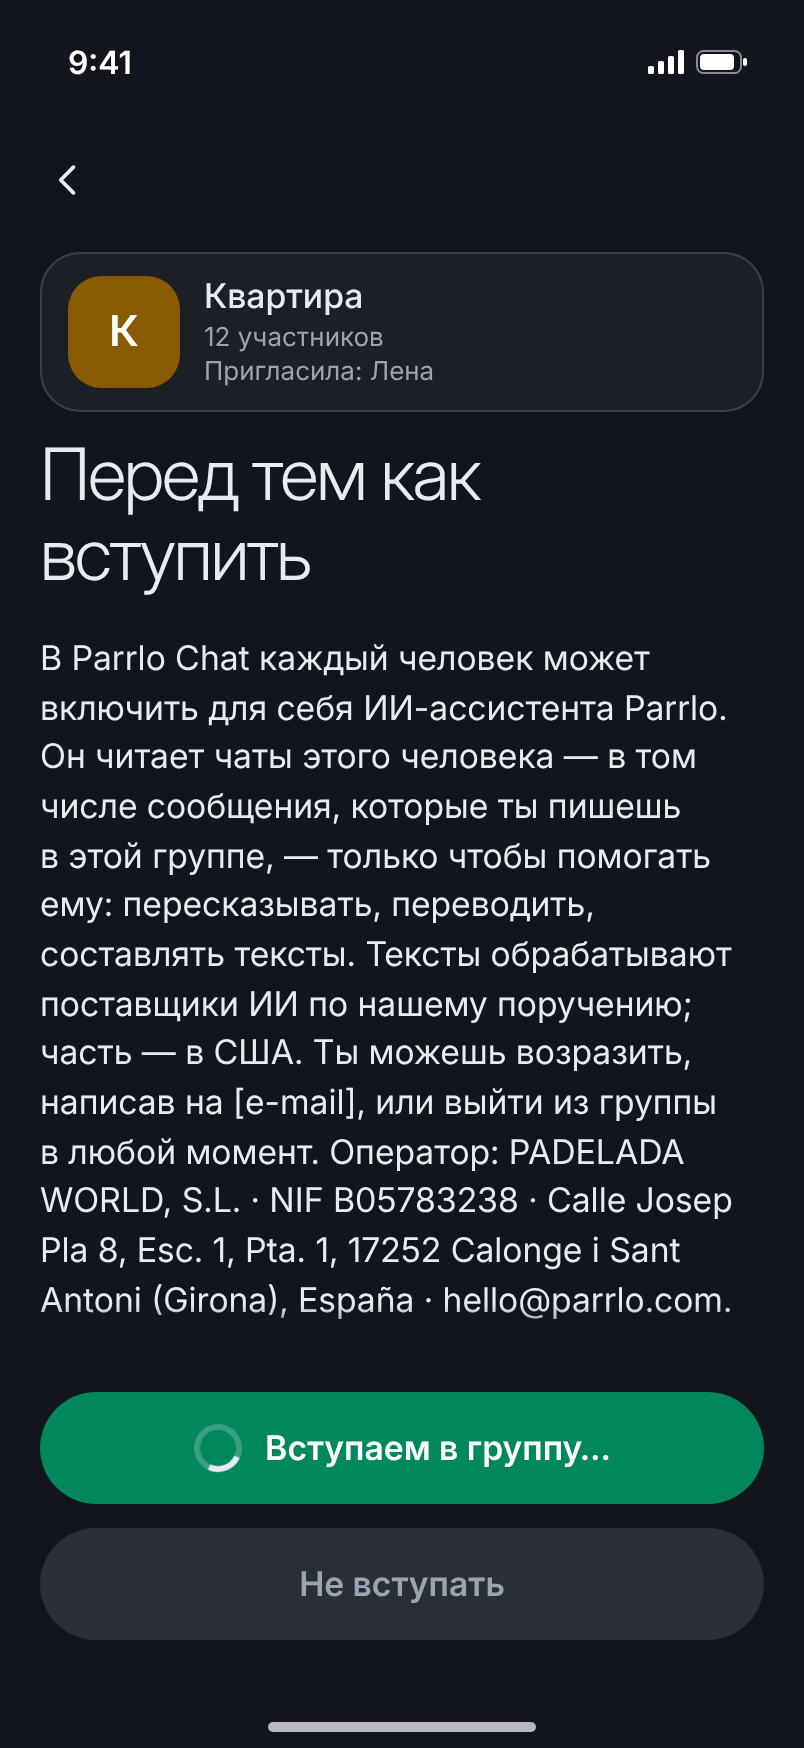 9:41
К
Квартира
12 участников
Пригласила: Лена
Перед тем как
вступить
В Parrlo Chat каждый человек может
включить для себя ИИ-ассистента Parrlo.
Он читает чаты этого человека — в том
числе сообщения, которые ты пишешь
в этой группе, — только чтобы помогать
ему: пересказывать, переводить,
составлять тексты. Тексты обрабатывают
поставщики ИИ по нашему поручению;
часть — в США. Ты можешь возразить,
написав на [e-mail], или выйти из группы
в любой момент. Оператор: PADELADA
WORLD, S.L. · NIF B05783238 · Calle Josep
Pla 8, Esc. 1, Pta. 1, 17252 Calonge i Sant
Antoni (Girona), España · hello@parrlo.com.
Вступаем в группу...
Не вступать